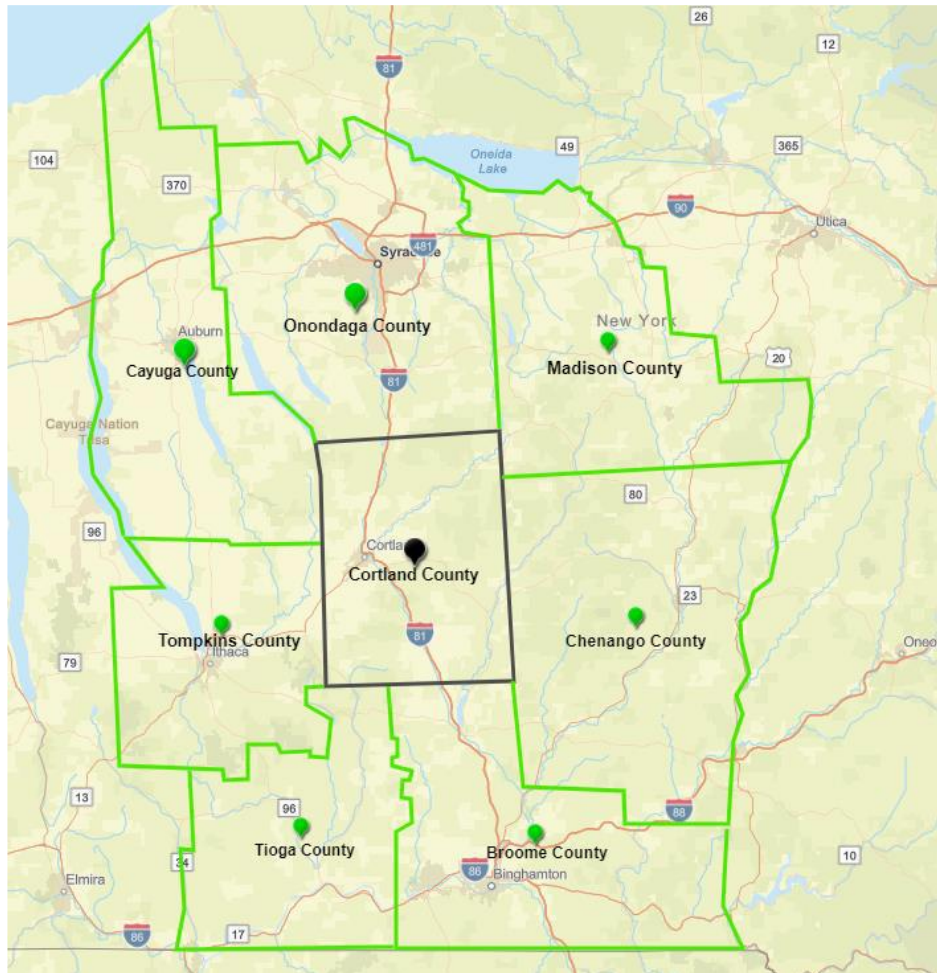 26
81
12
Oneida
Lake
49
365
104
370
90
481
Utica
Syracuse
Onondaga County
New York
Auburn
Cayuga County
Madison County
20
81
Cayuga Nation
Tdsa
80
96
Cortland
Cortland County
23
Tompkins County
Ithaca
81
Chenango County
79
Oneo
13
96
88
Tioga County
Broome County
34
10
Elmira
86
Binghamton
86
17